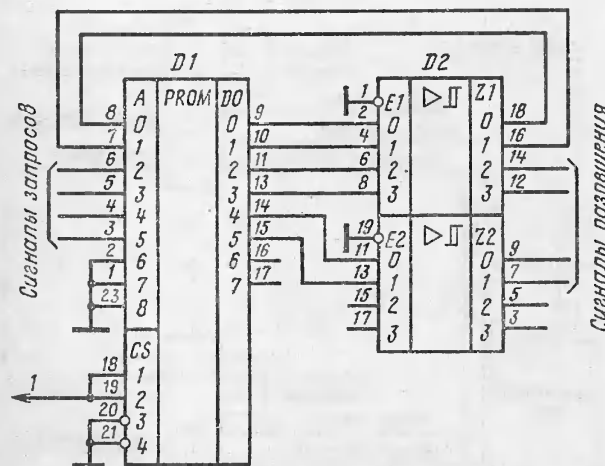 D1
D2
A PROM DO
8 0
7 1
6 2
5 3
4 4
3 5
2 6
1 7
23 8
CS
18 1
19 2
20 3
21 4
1
0 9
1 10
2 11
3 13
4 14
5 15
6 16
7 17
1 E1 Z1
2 0 0 18
4 1 1 16
6 2 2 14
8 3 3 12
19 E2 Z2
11 0 0 9
13 1 1 7
15 2 2 5
17 3 3 3
Сигналы запросов
Сигналы разрешения